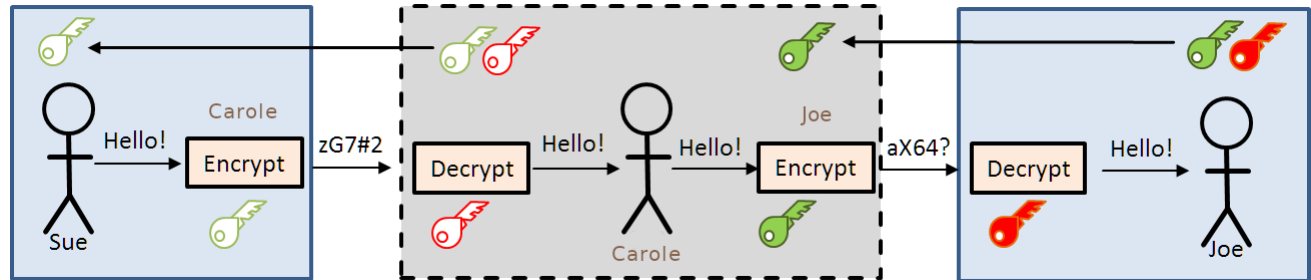 Carole
Joe
Hello!
Encrypt
zG7#2
Decrypt
Hello!
Hello!
Encrypt
aX64?
Decrypt
Hello!
Sue
Carole
Joe